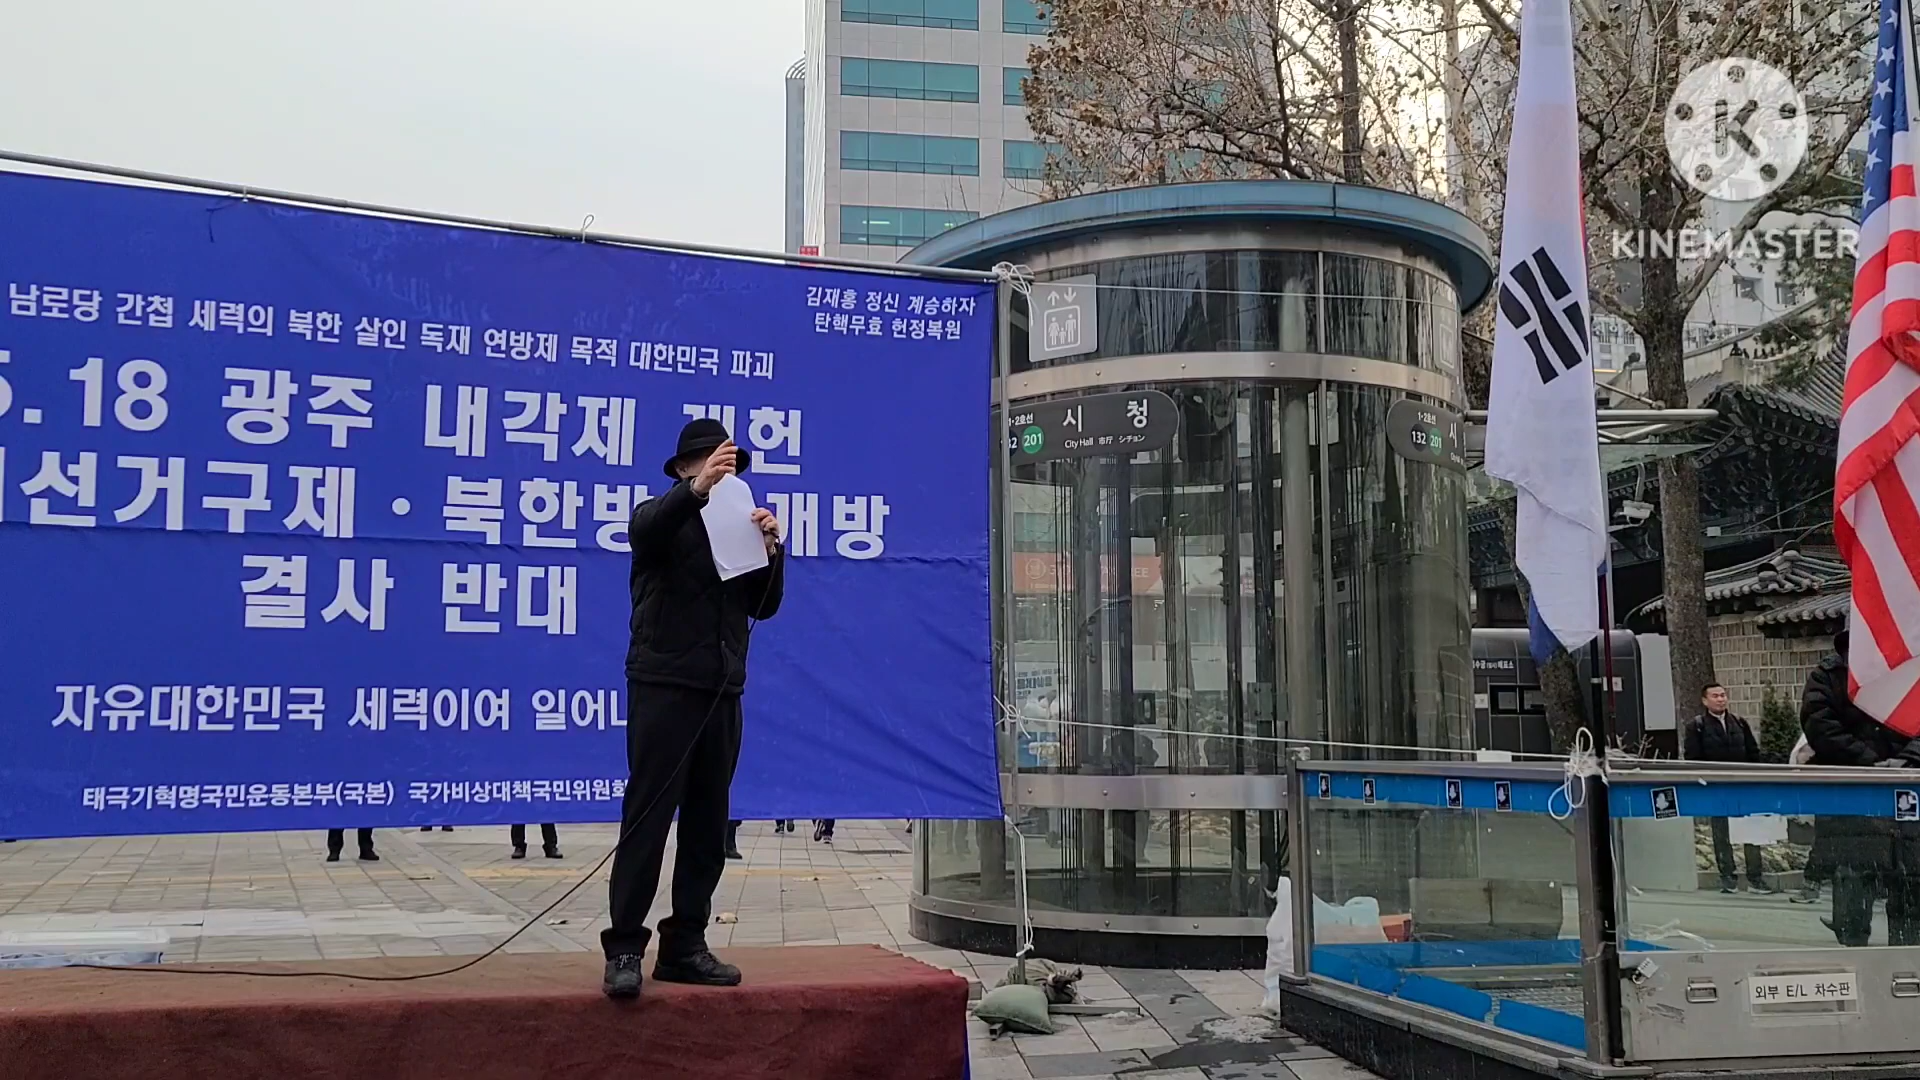 김재홍 정신 계승하자
탄핵무효 헌정복원
남로당 간첩 세력의 북한 살인 독재 연방제 목적 대한민국 파괴
5.18 광주 내각제 개헌
선거구제 · 북한방 개방
결사 반대
자유대한민국 세력이여 일어나
태극기혁명국민운동본부(국본) 국가비상대책국민위원회
1·2호선
시청
132 201
City Hall 市庁 シチョン
1·2호선
132 201
시
K
KINEMASTER
외부 E/L 차수판